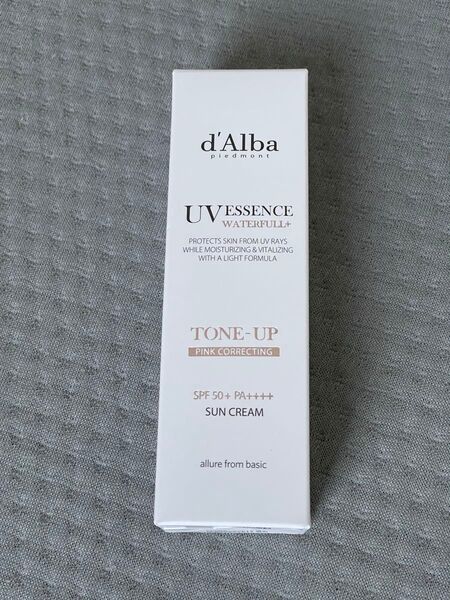 d'Alba
piedmont
UV ESSENCE
WATERFULL+
PROTECTS SKIN FROM UV RAYS
WHILE MOISTURIZING & VITALIZING
WITH A LIGHT FORMULA
TONE-UP
PINK CORRECTING
SPF 50+ PA++++
SUN CREAM
allure from basic